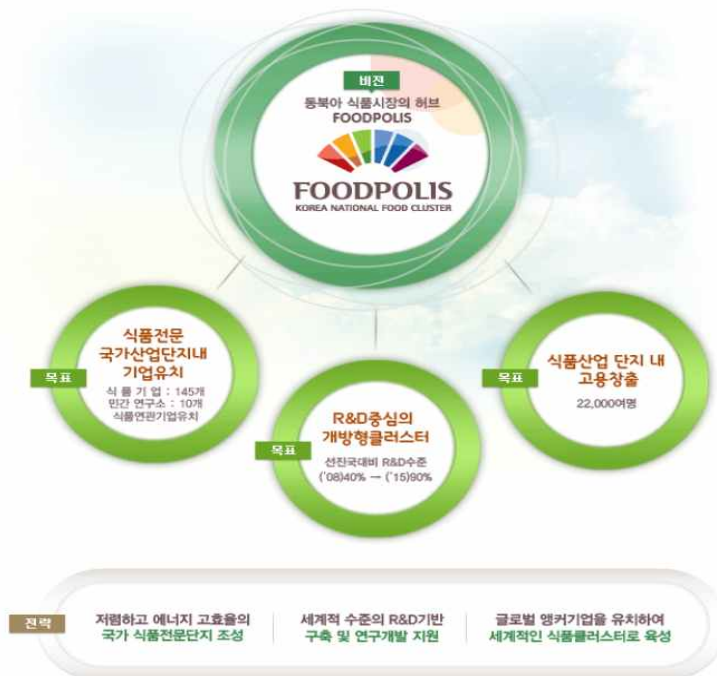 비전
동북아 식품시장의 허브
FOODPOLIS
FOODPOLIS
KOREA NATIONAL FOOD CLUSTER
목표
식품전문
국가산업단지내
기업유치
식 품 기 업 : 145개
민간 연구소 : 10개
식품연관기업유치
목표
R&D중심의
개방형클러스터
선진국대비 R&D수준
('08)40% → ('15)90%
목표
식품산업 단지 내
고용창출
22,000여명
전략
저렴하고 에너지 고효율의
국가 식품전문단지 조성
세계적 수준의 R&D기반
구축 및 연구개발 지원
글로벌 앵커기업을 유치하여
세계적인 식품클러스터로 육성